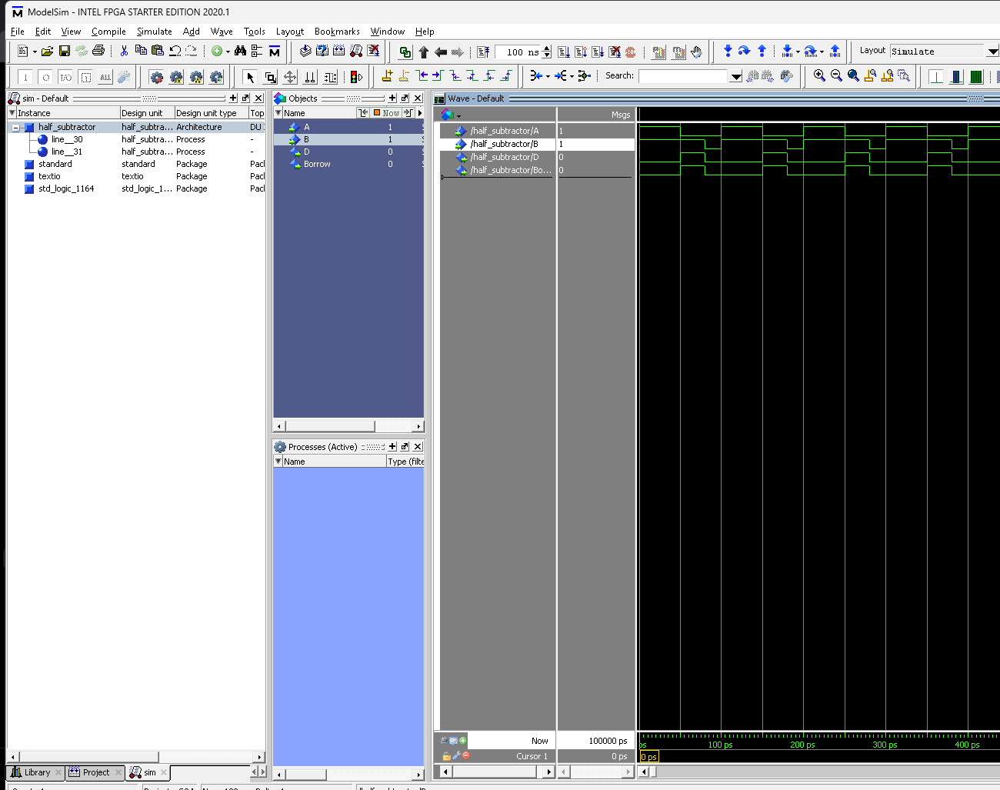 ModelSim - INTEL FPGA STARTER EDITION 2020.1
File Edit View Compile Simulate Add Wave Tools Layout Bookmarks Window Help
100 ns
Layout Simulate
Search:
sim - Default
Instance Design unit Design unit type Top
half_subtractor half_subtra... Architecture DU
line__30 half_subtra... Process -
line__31 half_subtra... Process -
standard standard Package Pac
textio textio Package Pac
std_logic_1164 std_logic_1... Package Pac
Library Project sim
Objects
Name Now
A 1
B 1
D 0
Borrow 0
Processes (Active)
Name Type (filte
Wave - Default
Msgs
/half_subtractor/A 1
/half_subtractor/B 1
/half_subtractor/D 0
/half_subtractor/Bo... 0
Now 100000 ps
Cursor 1 0 ps
ps 100 ps 200 ps 300 ps 400 ps
0 ps